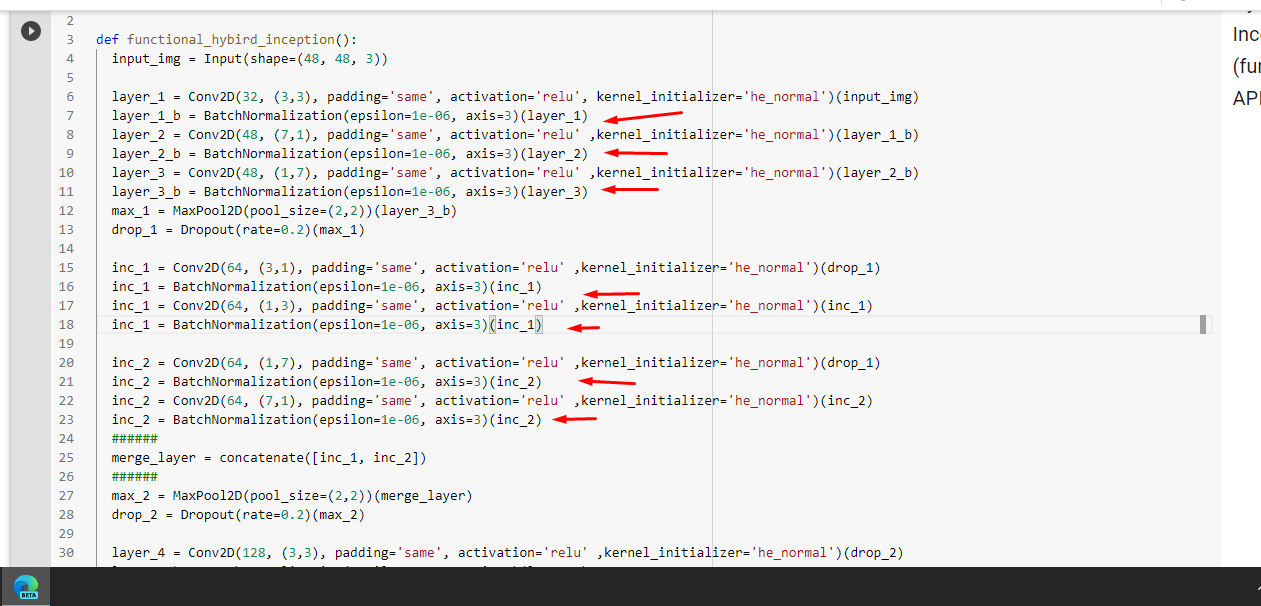 2
3 def functional_hybird_inception():
4 input_img = Input(shape=(48, 48, 3))
5
6 layer_1 = Conv2D(32, (3,3), padding='same', activation='relu', kernel_initializer='he_normal')(input_img)
7 layer_1_b = BatchNormalization(epsilon=1e-06, axis=3)(layer_1)
8 layer_2 = Conv2D(48, (7,1), padding='same', activation='relu' ,kernel_initializer='he_normal')(layer_1_b)
9 layer_2_b = BatchNormalization(epsilon=1e-06, axis=3)(layer_2)
10 layer_3 = Conv2D(48, (1,7), padding='same', activation='relu' ,kernel_initializer='he_normal')(layer_2_b)
11 layer_3_b = BatchNormalization(epsilon=1e-06, axis=3)(layer_3)
12 max_1 = MaxPool2D(pool_size=(2,2))(layer_3_b)
13 drop_1 = Dropout(rate=0.2)(max_1)
14
15 inc_1 = Conv2D(64, (3,1), padding='same', activation='relu' ,kernel_initializer='he_normal')(drop_1)
16 inc_1 = BatchNormalization(epsilon=1e-06, axis=3)(inc_1)
17 inc_1 = Conv2D(64, (1,3), padding='same', activation='relu' ,kernel_initializer='he_normal')(inc_1)
18 inc_1 = BatchNormalization(epsilon=1e-06, axis=3)(inc_1)
19
20 inc_2 = Conv2D(64, (1,7), padding='same', activation='relu' ,kernel_initializer='he_normal')(drop_1)
21 inc_2 = BatchNormalization(epsilon=1e-06, axis=3)(inc_2)
22 inc_2 = Conv2D(64, (7,1), padding='same', activation='relu' ,kernel_initializer='he_normal')(inc_2)
23 inc_2 = BatchNormalization(epsilon=1e-06, axis=3)(inc_2)
24 ######
25 merge_layer = concatenate([inc_1, inc_2])
26 ######
27 max_2 = MaxPool2D(pool_size=(2,2))(merge_layer)
28 drop_2 = Dropout(rate=0.2)(max_2)
29
30 layer_4 = Conv2D(128, (3,3), padding='same', activation='relu' ,kernel_initializer='he_normal')(drop_2)
BETA